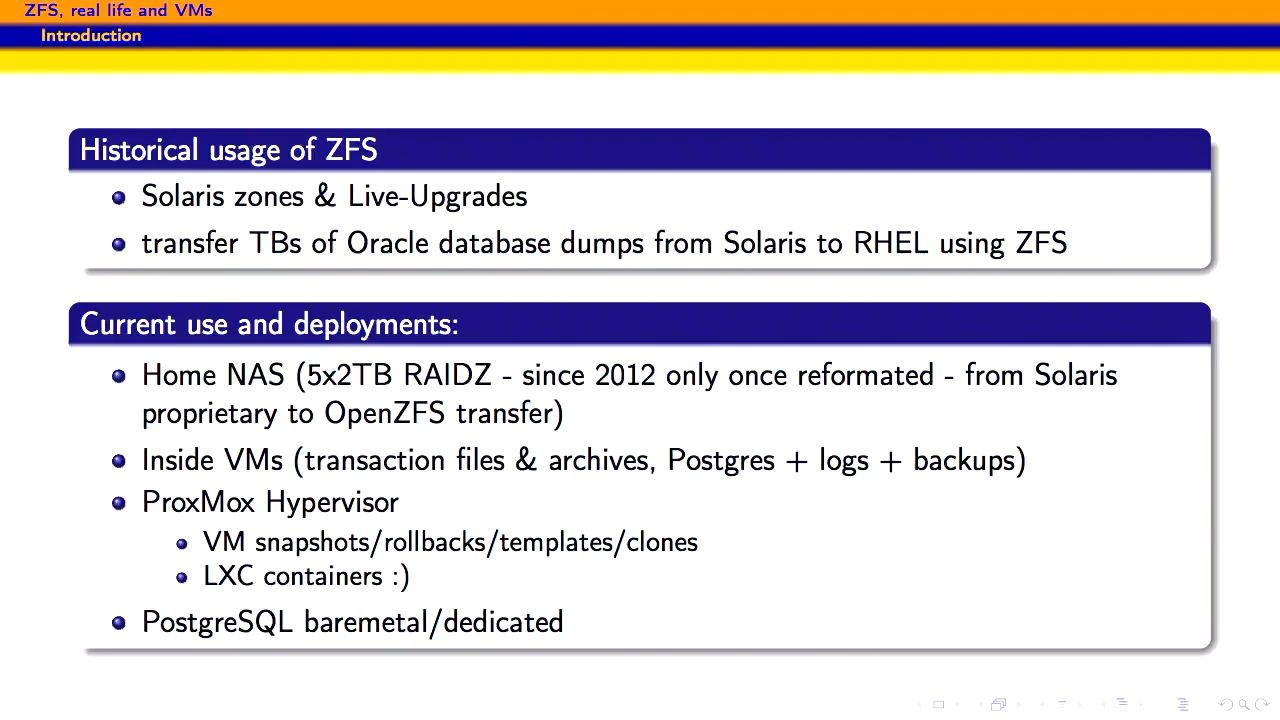 ZFS, real life and VMs
Introduction
Historical usage of ZFS
Solaris zones & Live-Upgrades
transfer TBs of Oracle database dumps from Solaris to RHEL using ZFS
Current use and deployments:
Home NAS (5x2TB RAIDZ - since 2012 only once reformated - from Solaris
proprietary to OpenZFS transfer)
Inside VMs (transaction files & archives, Postgres + logs + backups)
ProxMox Hypervisor
VM snapshots/rollbacks/templates/clones
LXC containers :)
PostgreSQL baremetal/dedicated